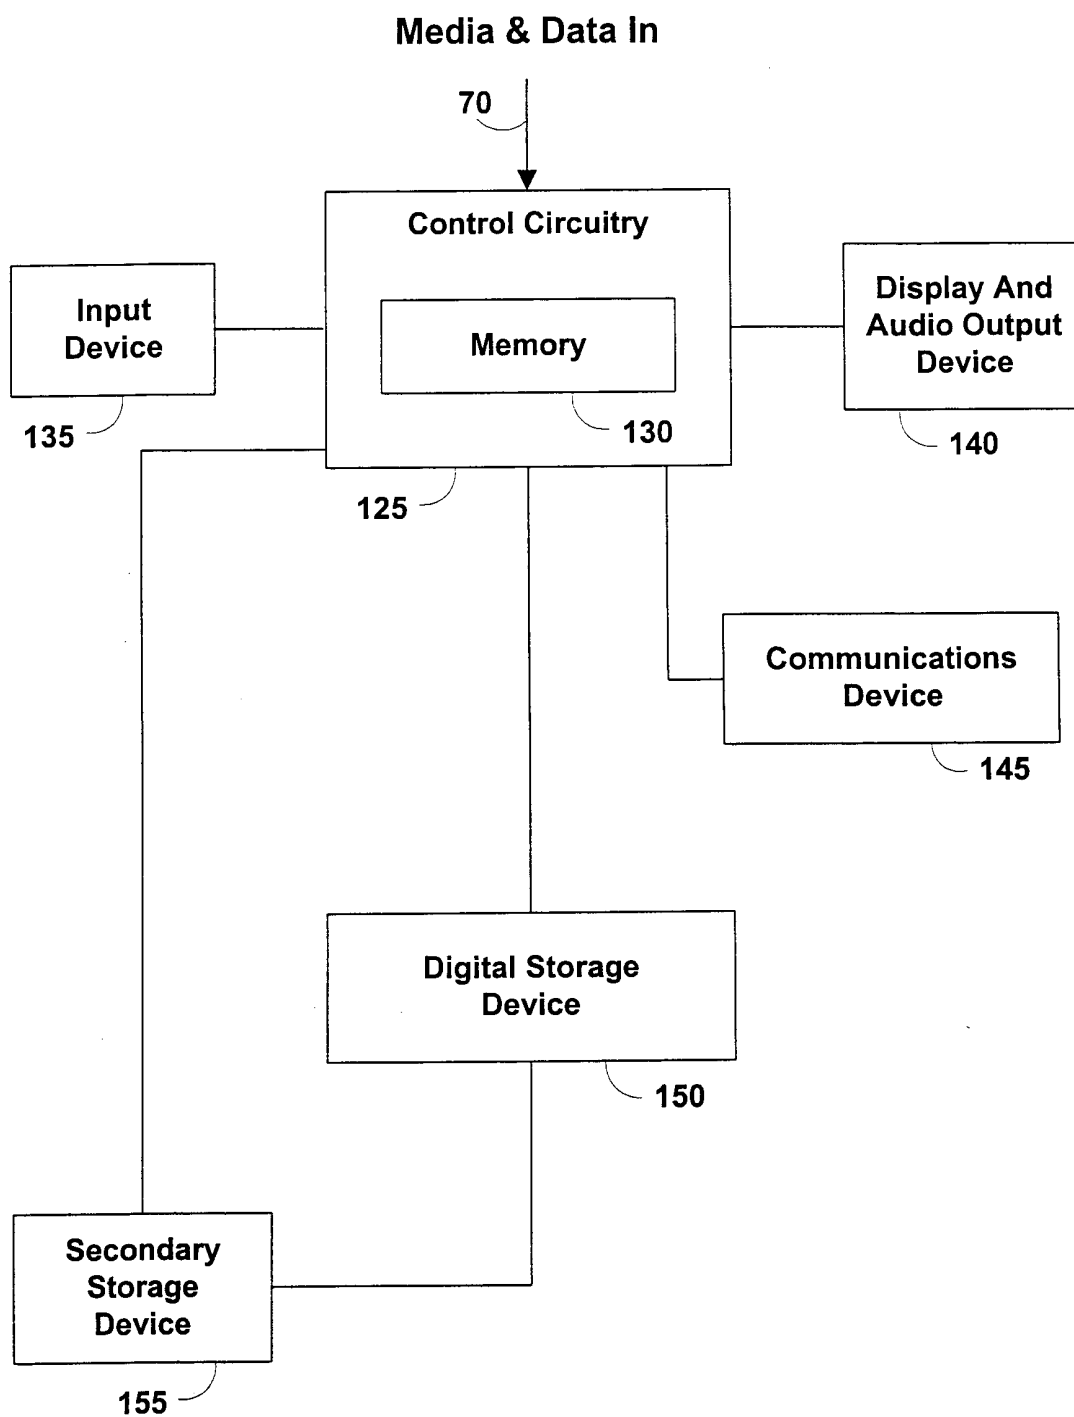 Media & Data In
70
Control Circuitry
Input
Device
Memory
Display And
Audio Output
Device
135
130
140
125
Communications
Device
145
Digital Storage
Device
150
Secondary
Storage
Device
155